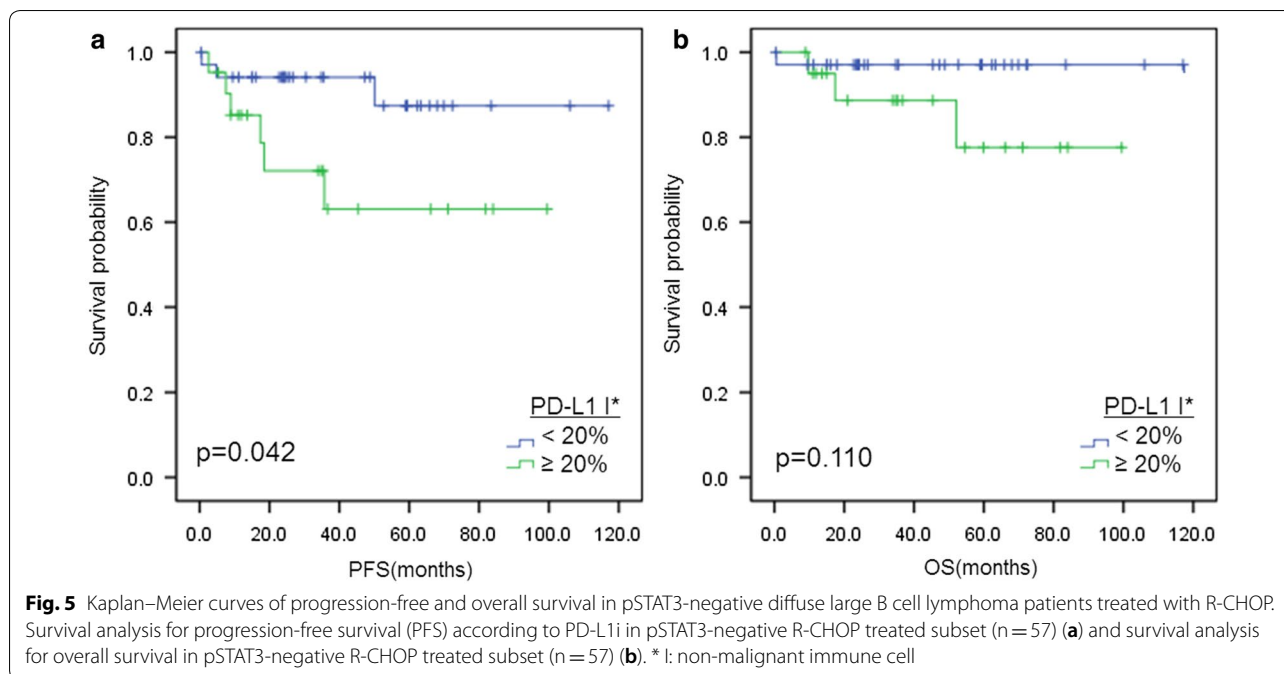 a
1.0
0.8
0.6
0.4
0.2
0.0
Survival probability
PD-L1 I*
< 20%
≥ 20%
p=0.042
0.0 20.0 40.0 60.0 80.0 100.0 120.0
PFS(months)
b
1.0
0.8
0.6
0.4
0.2
0.0
Survival probability
PD-L1 I*
< 20%
≥ 20%
p=0.110
0.0 20.0 40.0 60.0 80.0 100.0 120.0
OS(months)
Fig. 5 Kaplan–Meier curves of progression-free and overall survival in pSTAT3-negative diffuse large B cell lymphoma patients treated with R-CHOP.
Survival analysis for progression-free survival (PFS) according to PD-L1i in pSTAT3-negative R-CHOP treated subset (n = 57) (a) and survival analysis
for overall survival in pSTAT3-negative R-CHOP treated subset (n = 57) (b). * I: non-malignant immune cell